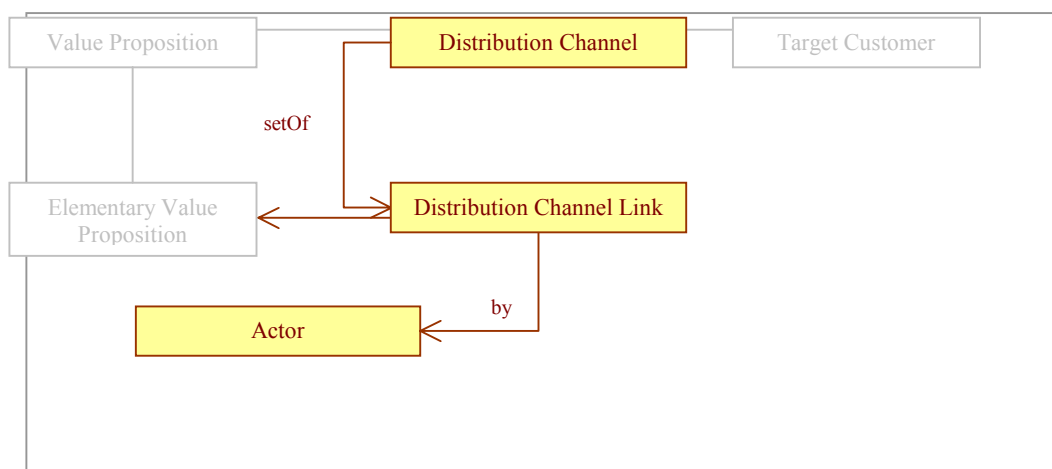 Value Proposition
Distribution Channel
Target Customer
setOf
Elementary Value
Proposition
Distribution Channel Link
by
Actor